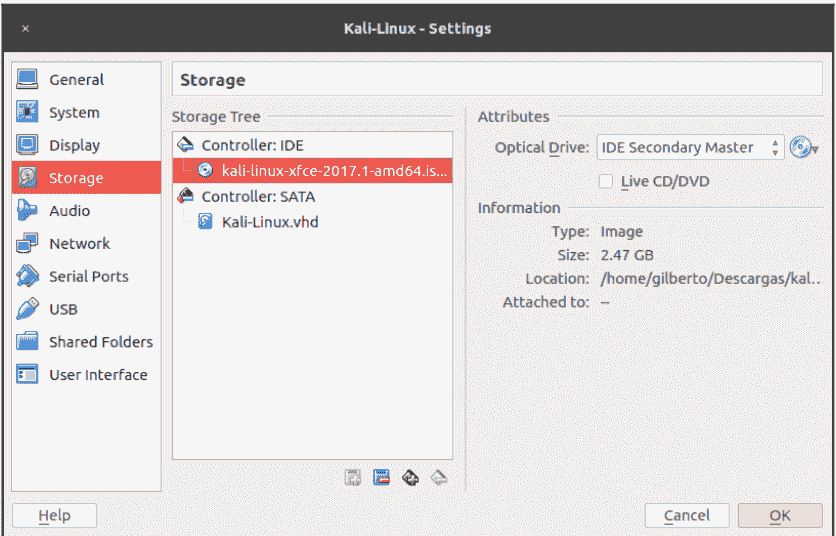 × Kali-Linux - Settings
General
System
Display
Storage
Audio
Network
Serial Ports
USB
Shared Folders
User Interface
Storage
Storage Tree
Controller: IDE
kali-linux-xfce-2017.1-amd64.is...
Controller: SATA
Kali-Linux.vhd
Attributes
Optical Drive: IDE Secondary Master
Live CD/DVD
Information
Type: Image
Size: 2.47 GB
Location: /home/gilberto/Descargas/kal..
Attached to: --
Help
Cancel
OK